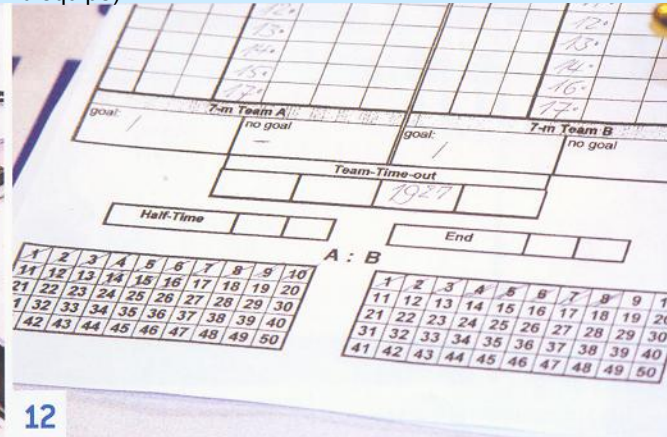 12. 12.
13. 13.
14. 14.
15. 16.
17. 17.
7-m Team A 7-m Team B
goal: / no goal – goal: / no goal
Team-Time-out
1927
Half-Time End
A : B
1 2 3 4 5 6 7 8 9 10
11 12 13 14 15 16 17 18 19 20
21 22 23 24 25 26 27 28 29 30
1 32 33 34 35 36 37 38 39 40
42 43 44 45 46 47 48 49 50
1 2 3 4 5 6 7 8 9
11 12 13 14 15 16 17 18 19 20
21 22 23 24 25 26 27 28 29 30
31 32 33 34 35 36 37 38 39 40
41 42 43 44 45 46 47 48 49 50
12